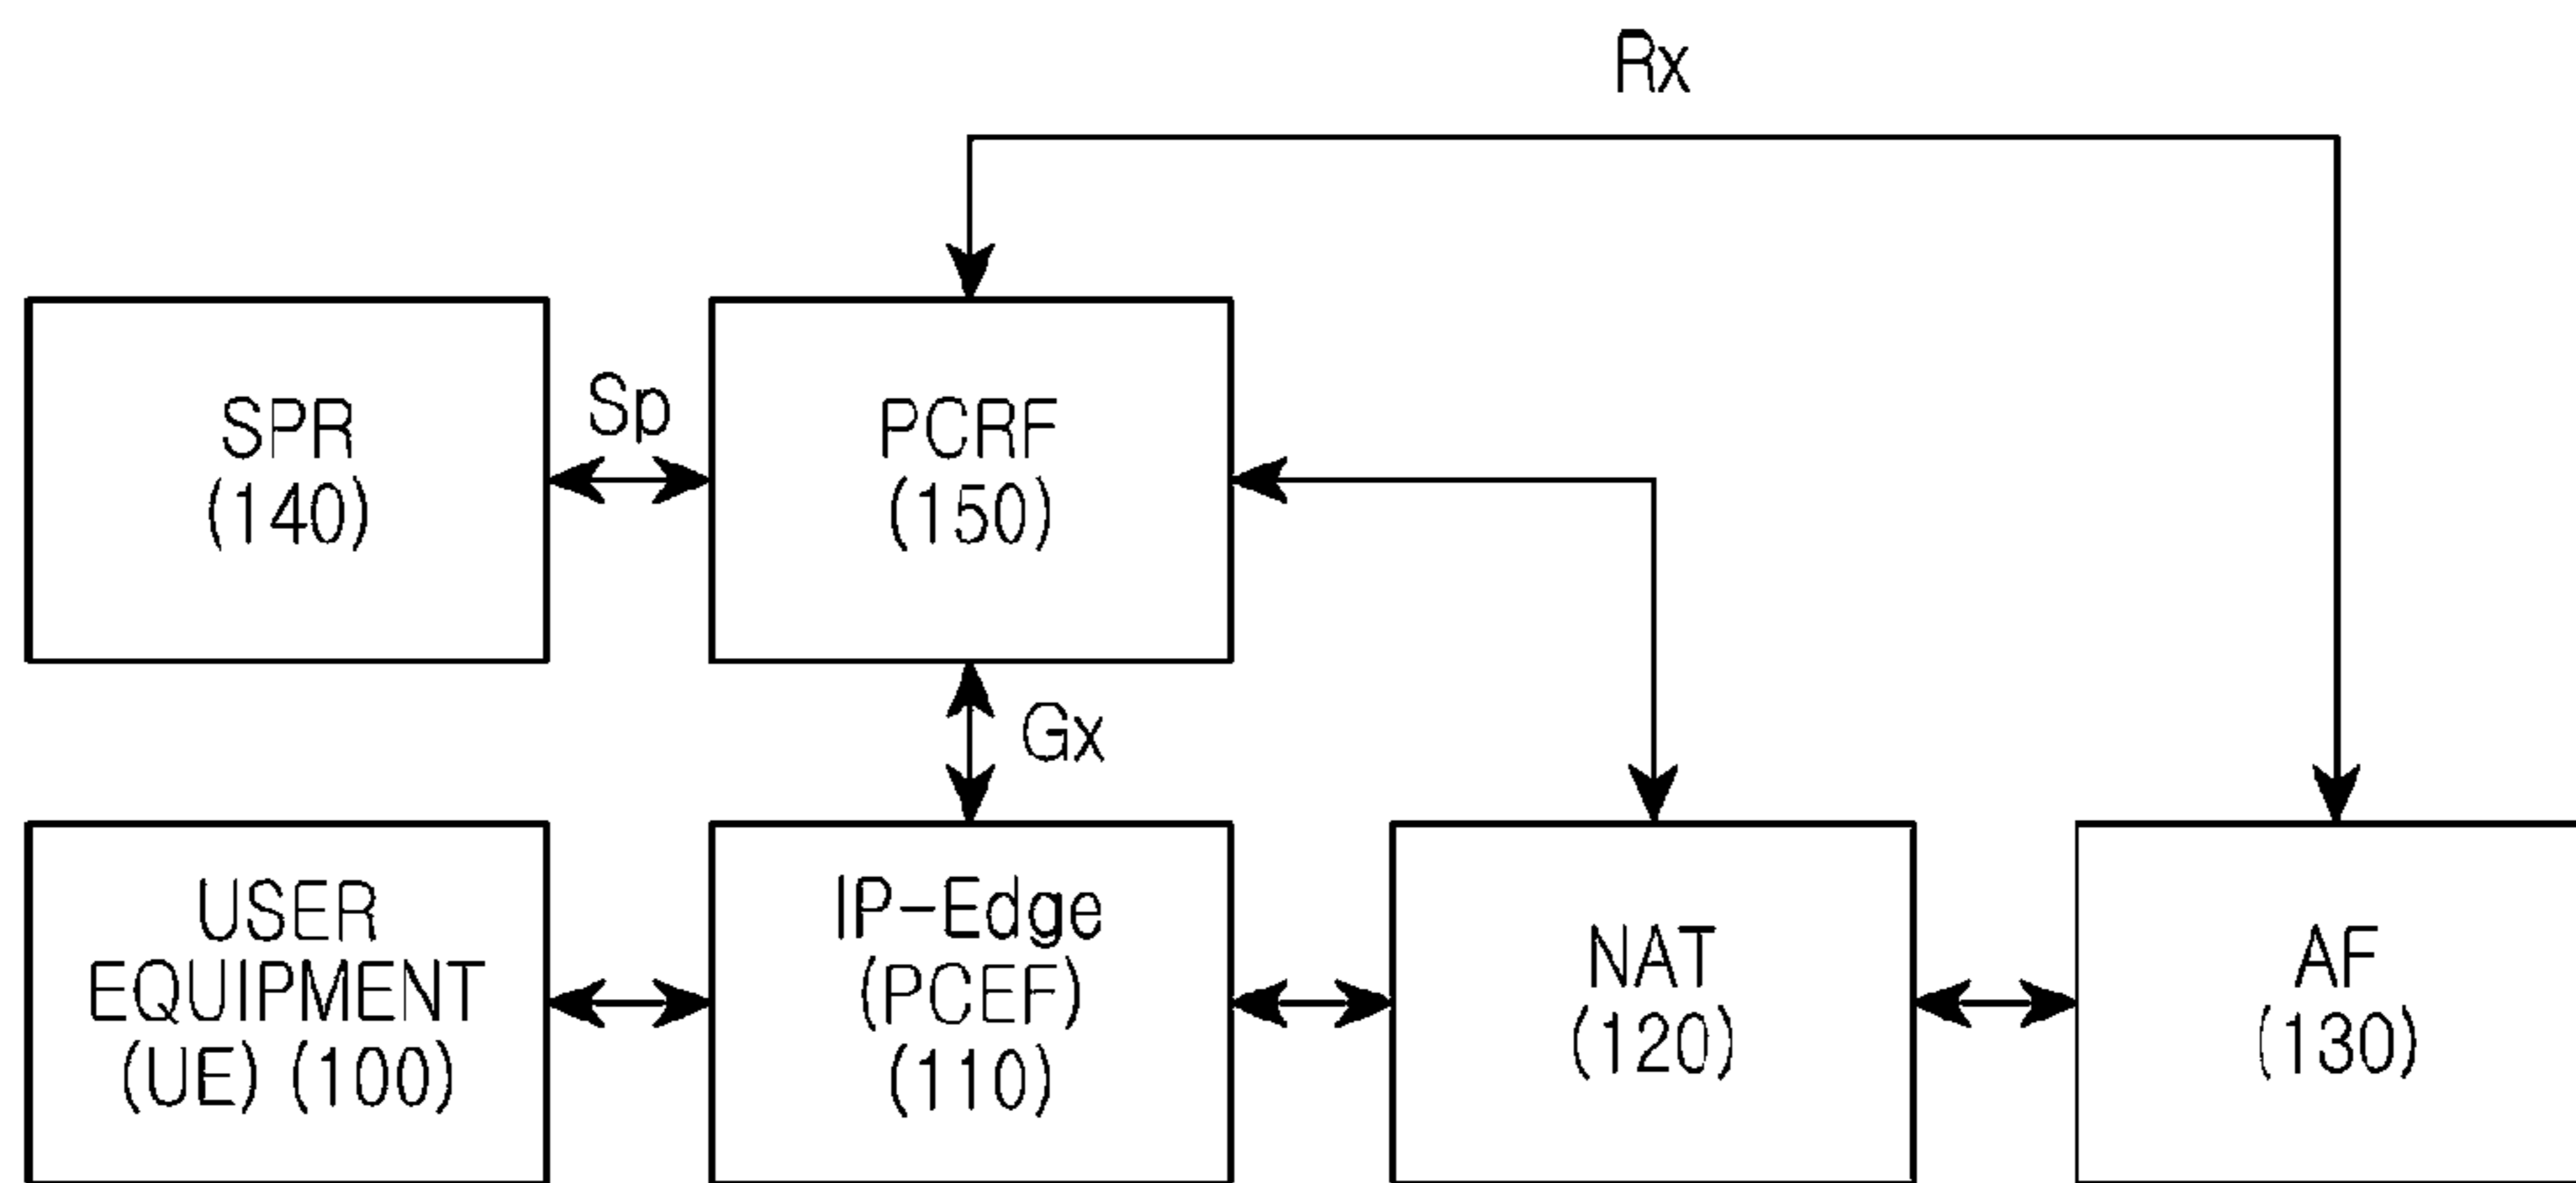 Rx
SPR
(140)
Sp
PCRF
(150)
Gx
USER
EQUIPMENT
(UE) (100)
IP-Edge
(PCEF)
(110)
NAT
(120)
AF
(130)